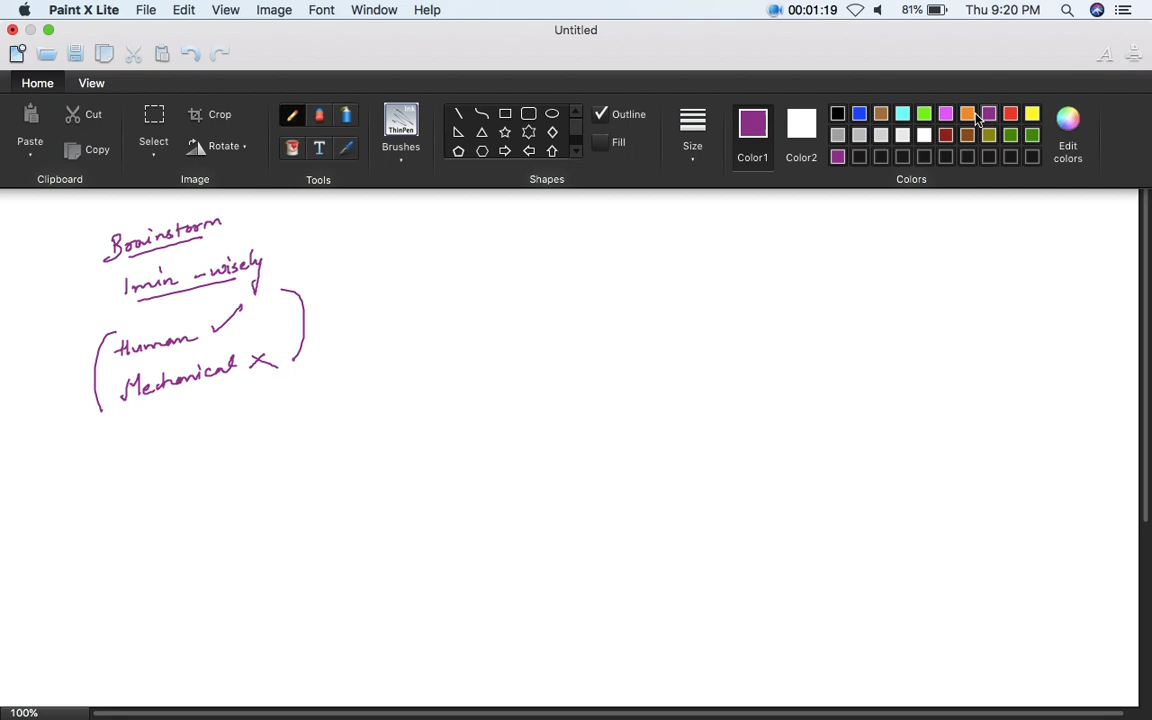 Paint X Lite File Edit View Image Font Window Help 00:01:19 81% Thu 9:20 PM
Untitled
Home View
Paste Cut Copy Select Crop Rotate Ink ThinPen Brushes Outline Fill Size Color1 Color2 Edit colors
Clipboard Image Tools Shapes Colors
Brainstorm
1min - wisely
Human ✓
Mechanical X
100%